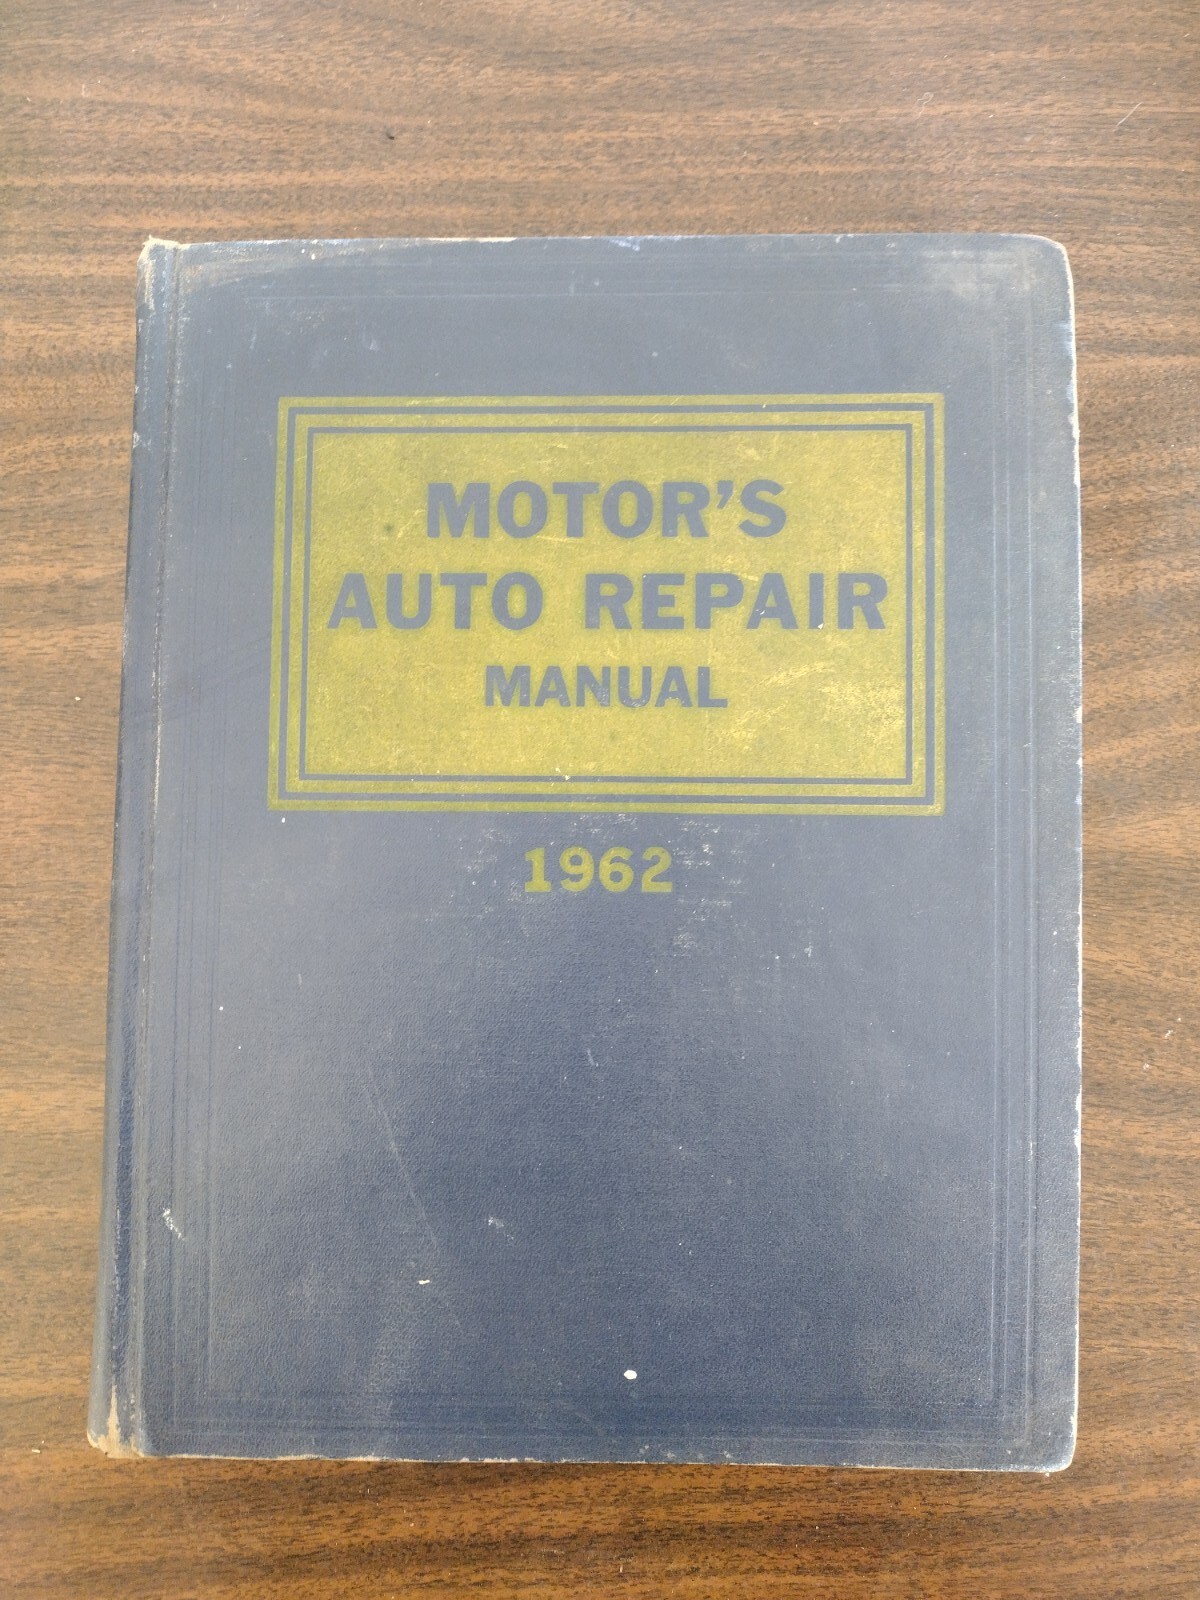 MOTOR'S
AUTO REPAIR
MANUAL
1962